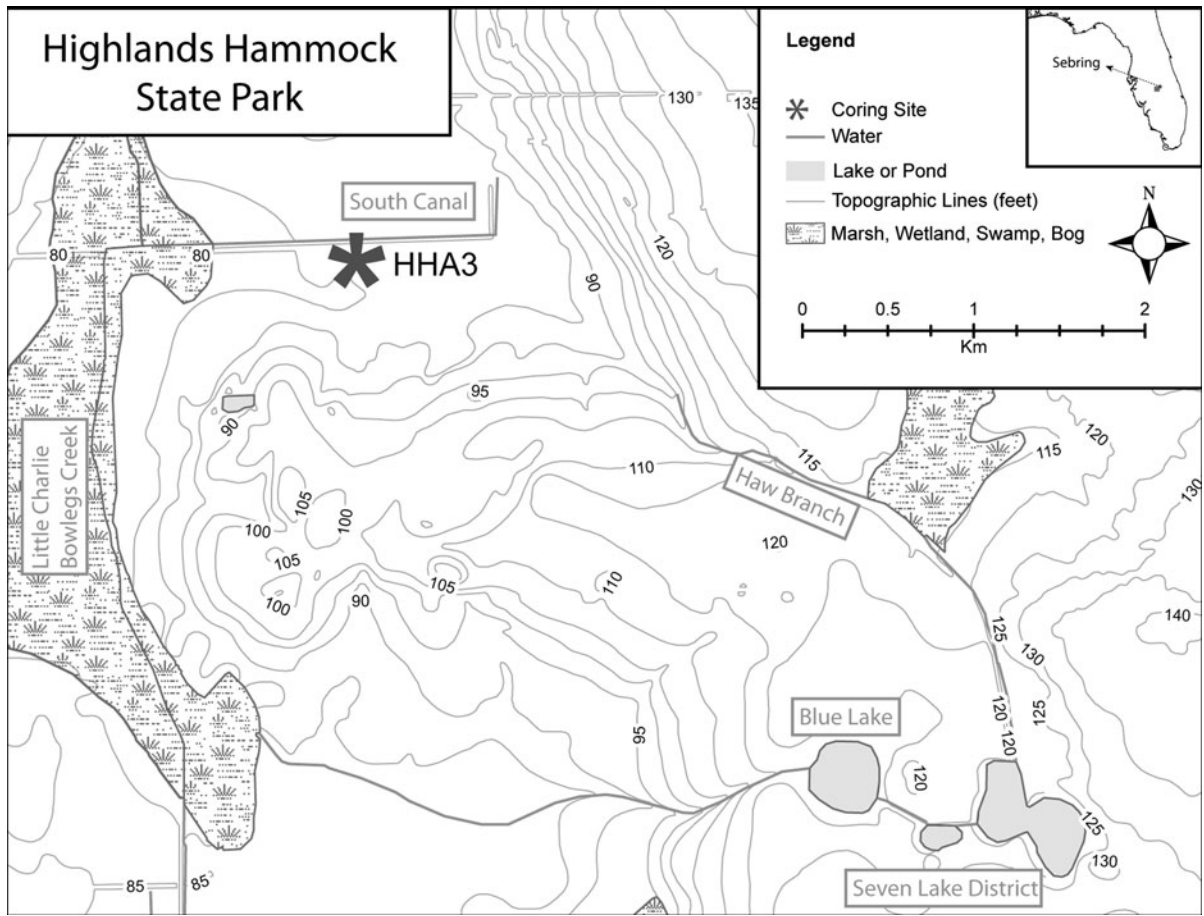 Highlands Hammock
State Park
Legend
Coring Site
Water
Lake or Pond
Topographic Lines (feet)
Marsh, Wetland, Swamp, Bog
Sebring
N
0 0.5 1 2
Km
130 135
South Canal
120
80 80
HHA3
90
95
90
110
115
Haw Branch
115
120
130
Little Charlie
Bowlegs Creek
105
100
100
105
100
90
105
120
110
125
130
140
120
125
120
Blue Lake
95
120
125
130
Seven Lake District
85 85